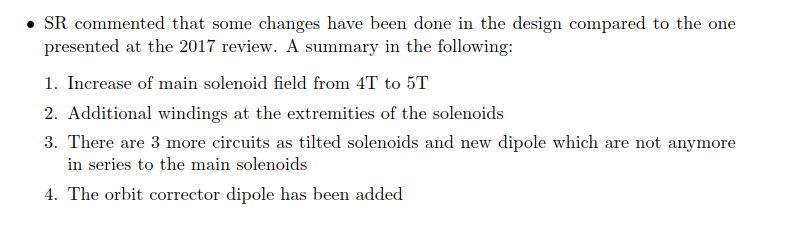 • SR commented that some changes have been done in the design compared to the one
presented at the 2017 review. A summary in the following:
1. Increase of main solenoid field from 4T to 5T
2. Additional windings at the extremities of the solenoids
3. There are 3 more circuits as tilted solenoids and new dipole which are not anymore
in series to the main solenoids
4. The orbit corrector dipole has been added